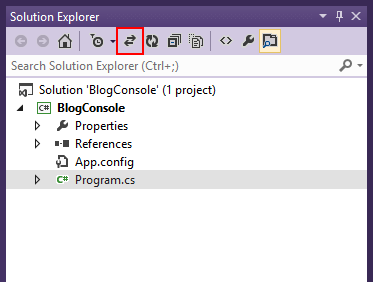 Solution Explorer
Search Solution Explorer (Ctrl+;)
Solution 'BlogConsole' (1 project)
C# BlogConsole
Properties
References
App.config
C# Program.cs